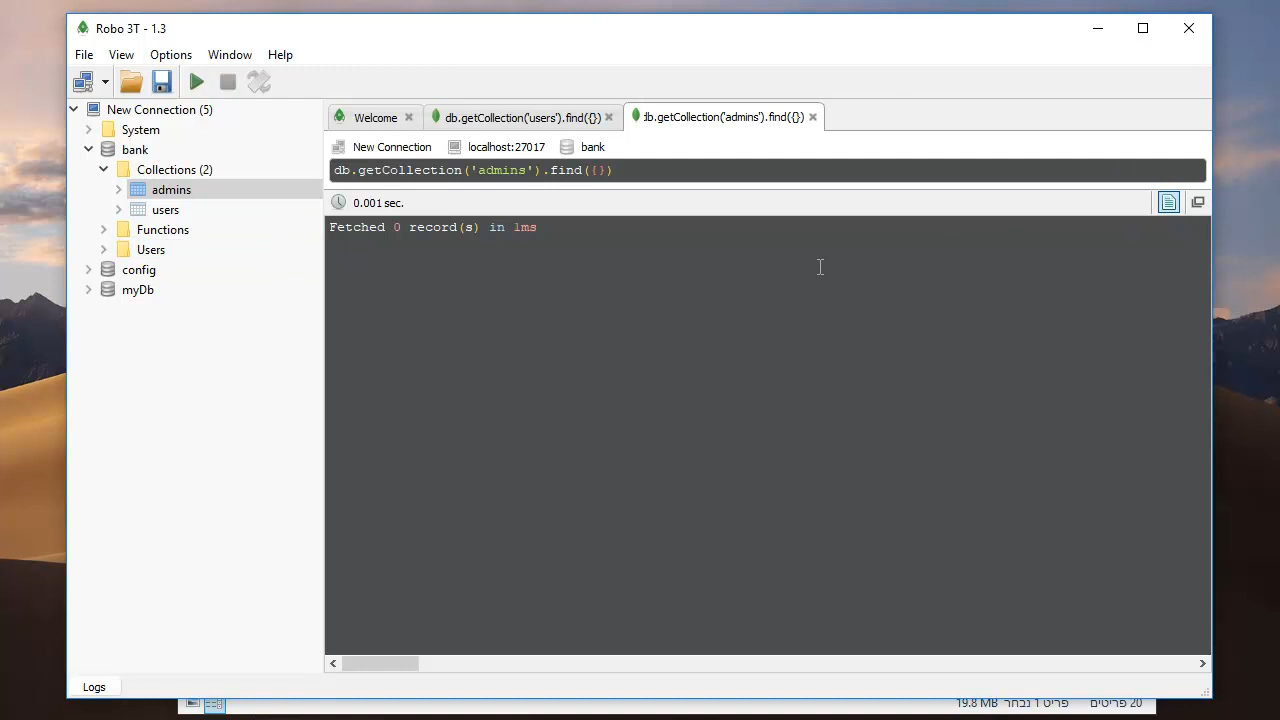 Robo 3T - 1.3
File View Options Window Help
New Connection (5)
System
bank
Collections (2)
admins
users
Functions
Users
config
myDb
Welcome db.getCollection('users').find({}) db.getCollection('admins').find({})
New Connection localhost:27017 bank
db.getCollection('admins').find({})
0.001 sec.
Fetched 0 record(s) in 1ms
Logs
20 פריטים פריט 1 נבחר 19.8 MB